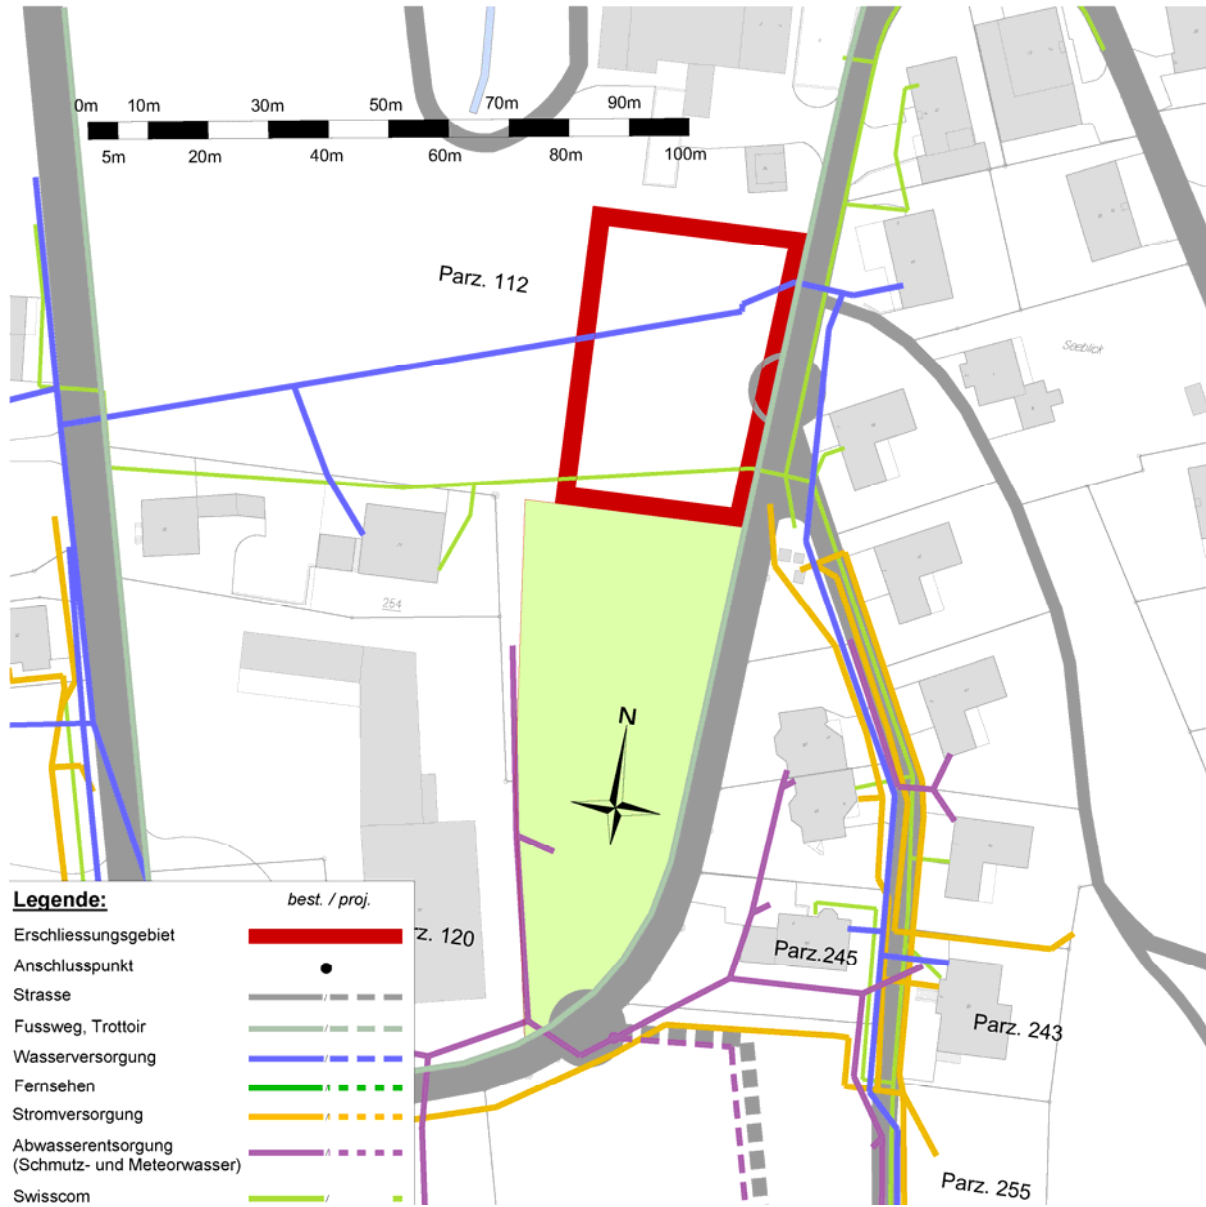 0m 10m 30m 50m 70m 90m
5m 20m 40m 60m 80m 100m
Parz. 112
Seeblick
264
N
rz. 120
Parz.245
Parz. 243
Parz. 255
Legende: best. / proj.
Erschliessungsgebiet
Anschlusspunkt
Strasse
Fussweg, Trottoir
Wasserversorgung
Fernsehen
Stromversorgung
Abwasserentsorgung
(Schmutz- und Meteorwasser)
Swisscom